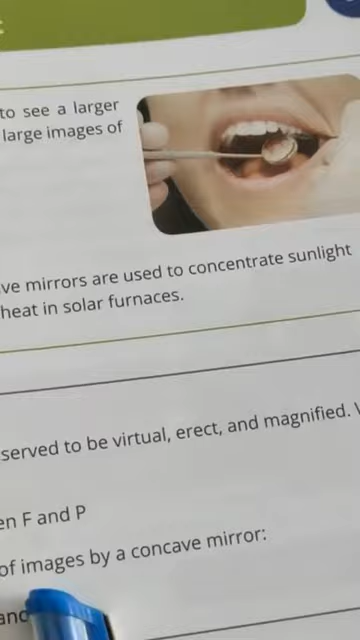 to see a larger
large images of
ve mirrors are used to concentrate sunlight
heat in solar furnaces.
served to be virtual, erect, and magnified.
en F and P
of images by a concave mirror:
and